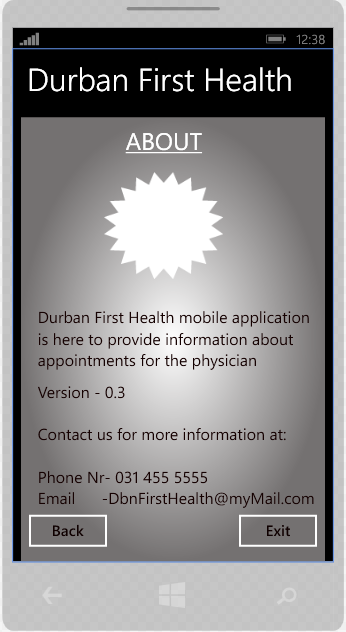 12:38
Durban First Health
ABOUT
Durban First Health mobile application
is here to provide information about
appointments for the physician
Version - 0.3
Contact us for more information at:
Phone Nr- 031 455 5555
Email -DbnFirstHealth@myMail.com
Back Exit